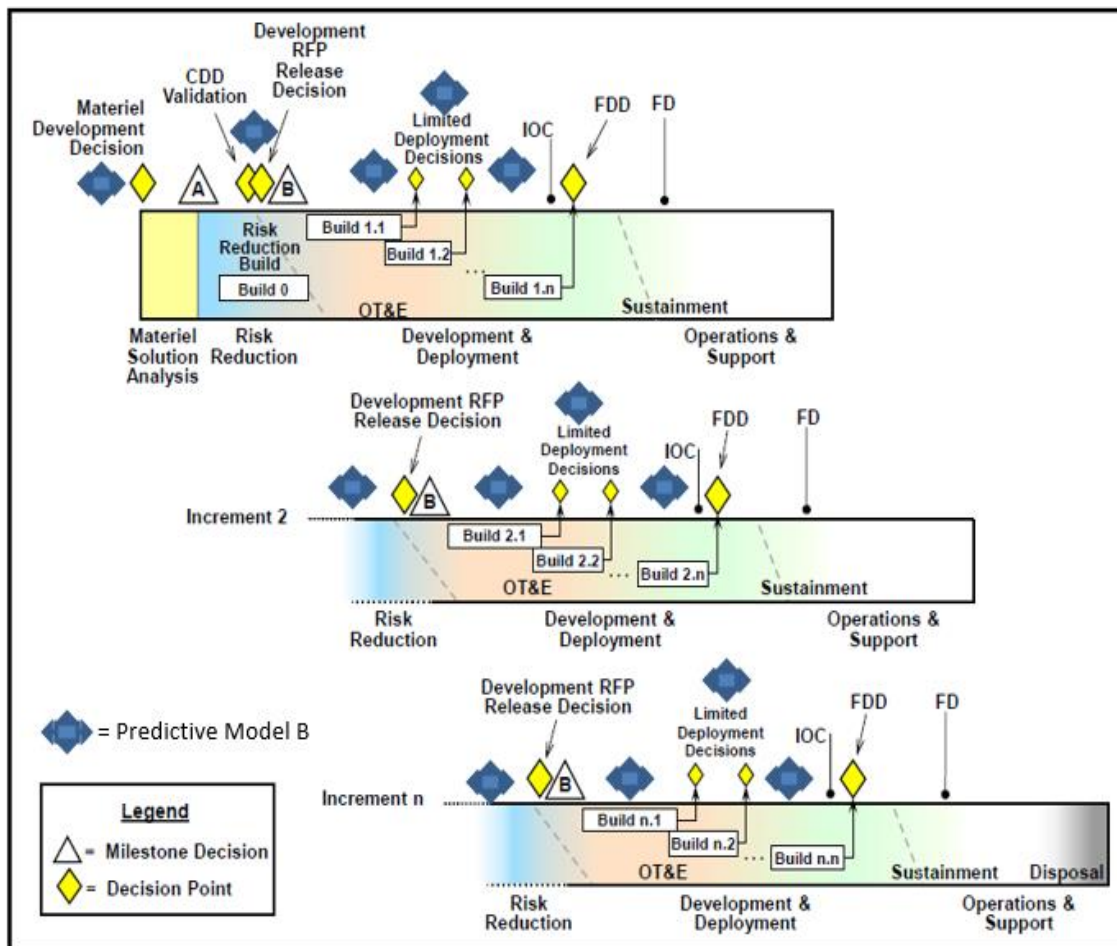 Development
RFP
Release
Decision
CDD
Validation
Materiel
Development
Decision
Limited
Deployment
Decisions
IOC
FDD
FD
A
B
Risk
Reduction
Build
Build 0
Build 1.1
Build 1.2
...
Build 1.n
OT&E
Sustainment
Materiel
Solution
Analysis
Risk
Reduction
Development &
Deployment
Operations &
Support
Development RFP
Release Decision
Limited
Deployment
Decisions
IOC
FDD
FD
B
Increment 2
Build 2.1
Build 2.2
...
Build 2.n
OT&E
Sustainment
Risk
Reduction
Development &
Deployment
Operations &
Support
Development RFP
Release Decision
Limited
Deployment
Decisions
IOC
FDD
FD
B
Increment n
Build n.1
Build n.2
...
Build n.n
OT&E
Sustainment
Disposal
Risk
Reduction
Development &
Deployment
Operations &
Support
= Predictive Model B
Legend
= Milestone Decision
= Decision Point